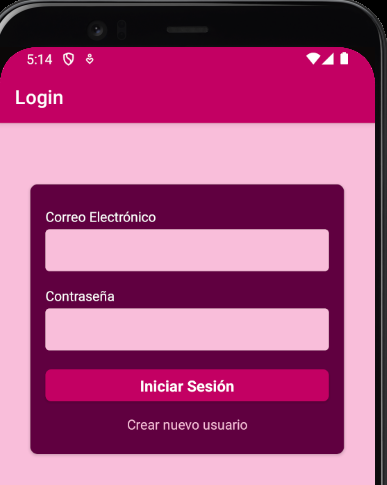 5:14
Login
Correo Electrónico
Contraseña
Iniciar Sesión
Crear nuevo usuario